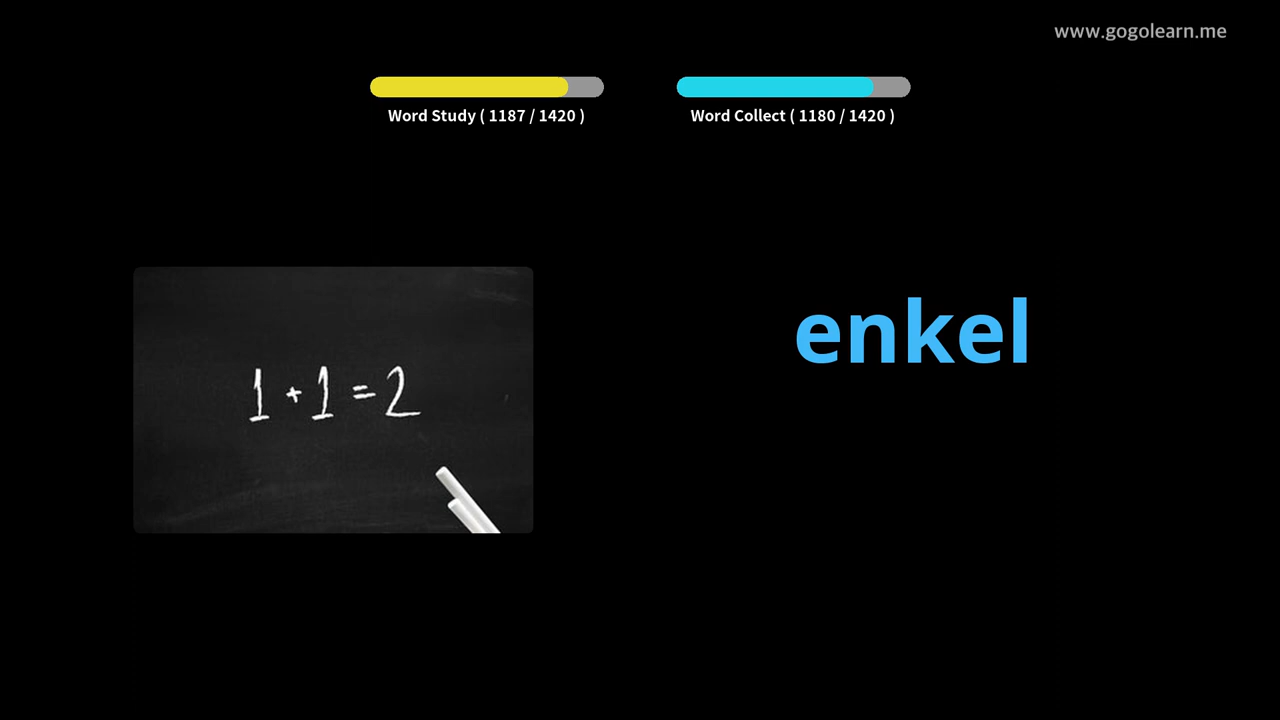 www.gogolearn.me
Word Study ( 1187 / 1420 )
Word Collect ( 1180 / 1420 )
enkel
1 + 1 = 2